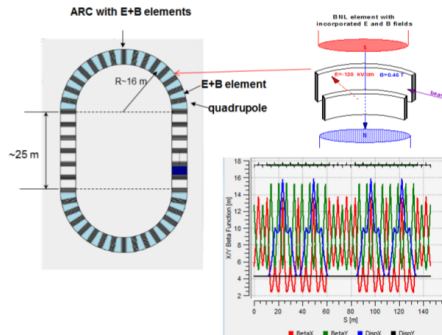 ARC with E+B elements
R~16 m
E+B element
quadrupole
~25 m
BNL element with
incorporated E and B fields
E=-120 kV/cm
B=0.46 T
B
X/Y Beta Function [m]
18
16
14
12
10
8
6
4
2
0 20 40 60 80 100 120 140
S [m]
BetaX BetaY DispX DispY